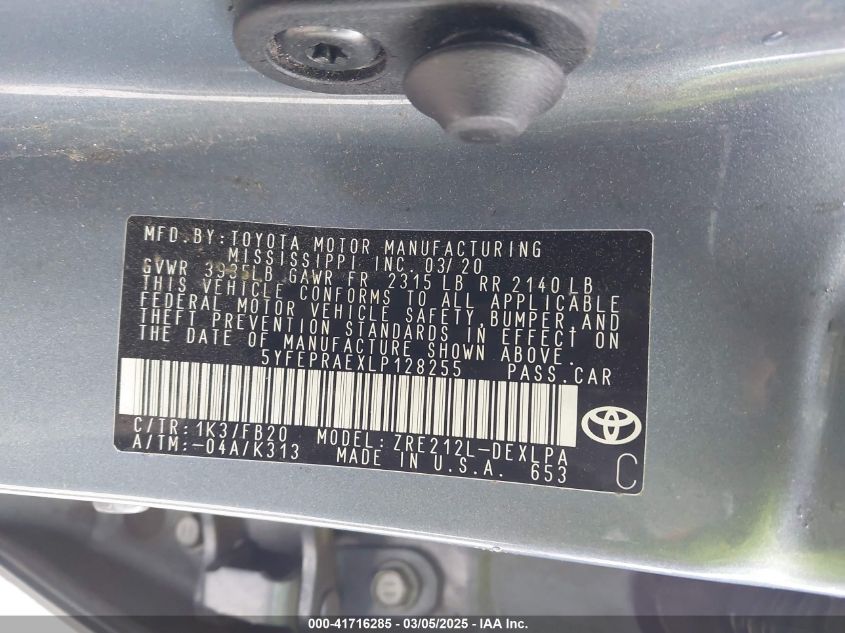 MFD.BY:TOYOTA MOTOR MANUFACTURING
MISSISSIPPI INC. 03/20
GVWR 3935LB GAWR FR 2315 LB RR 2140 LB
THIS VEHICLE CONFORMS TO ALL APPLICABLE
FEDERAL MOTOR VEHICLE SAFETY,BUMPER,AND
THEFT PREVENTION STANDARDS IN EFFECT ON
THE DATE OF MANUFACTURE SHOWN ABOVE.
5YFEPRAEXLP128255 PASS.CAR
C/TR:1K3/FB20 MODEL:ZRE212L-DEXLPA
A/TM:-04A/K313 MADE IN U.S.A. 653
C
000-41716285 - 03/05/2025 - IAA Inc.